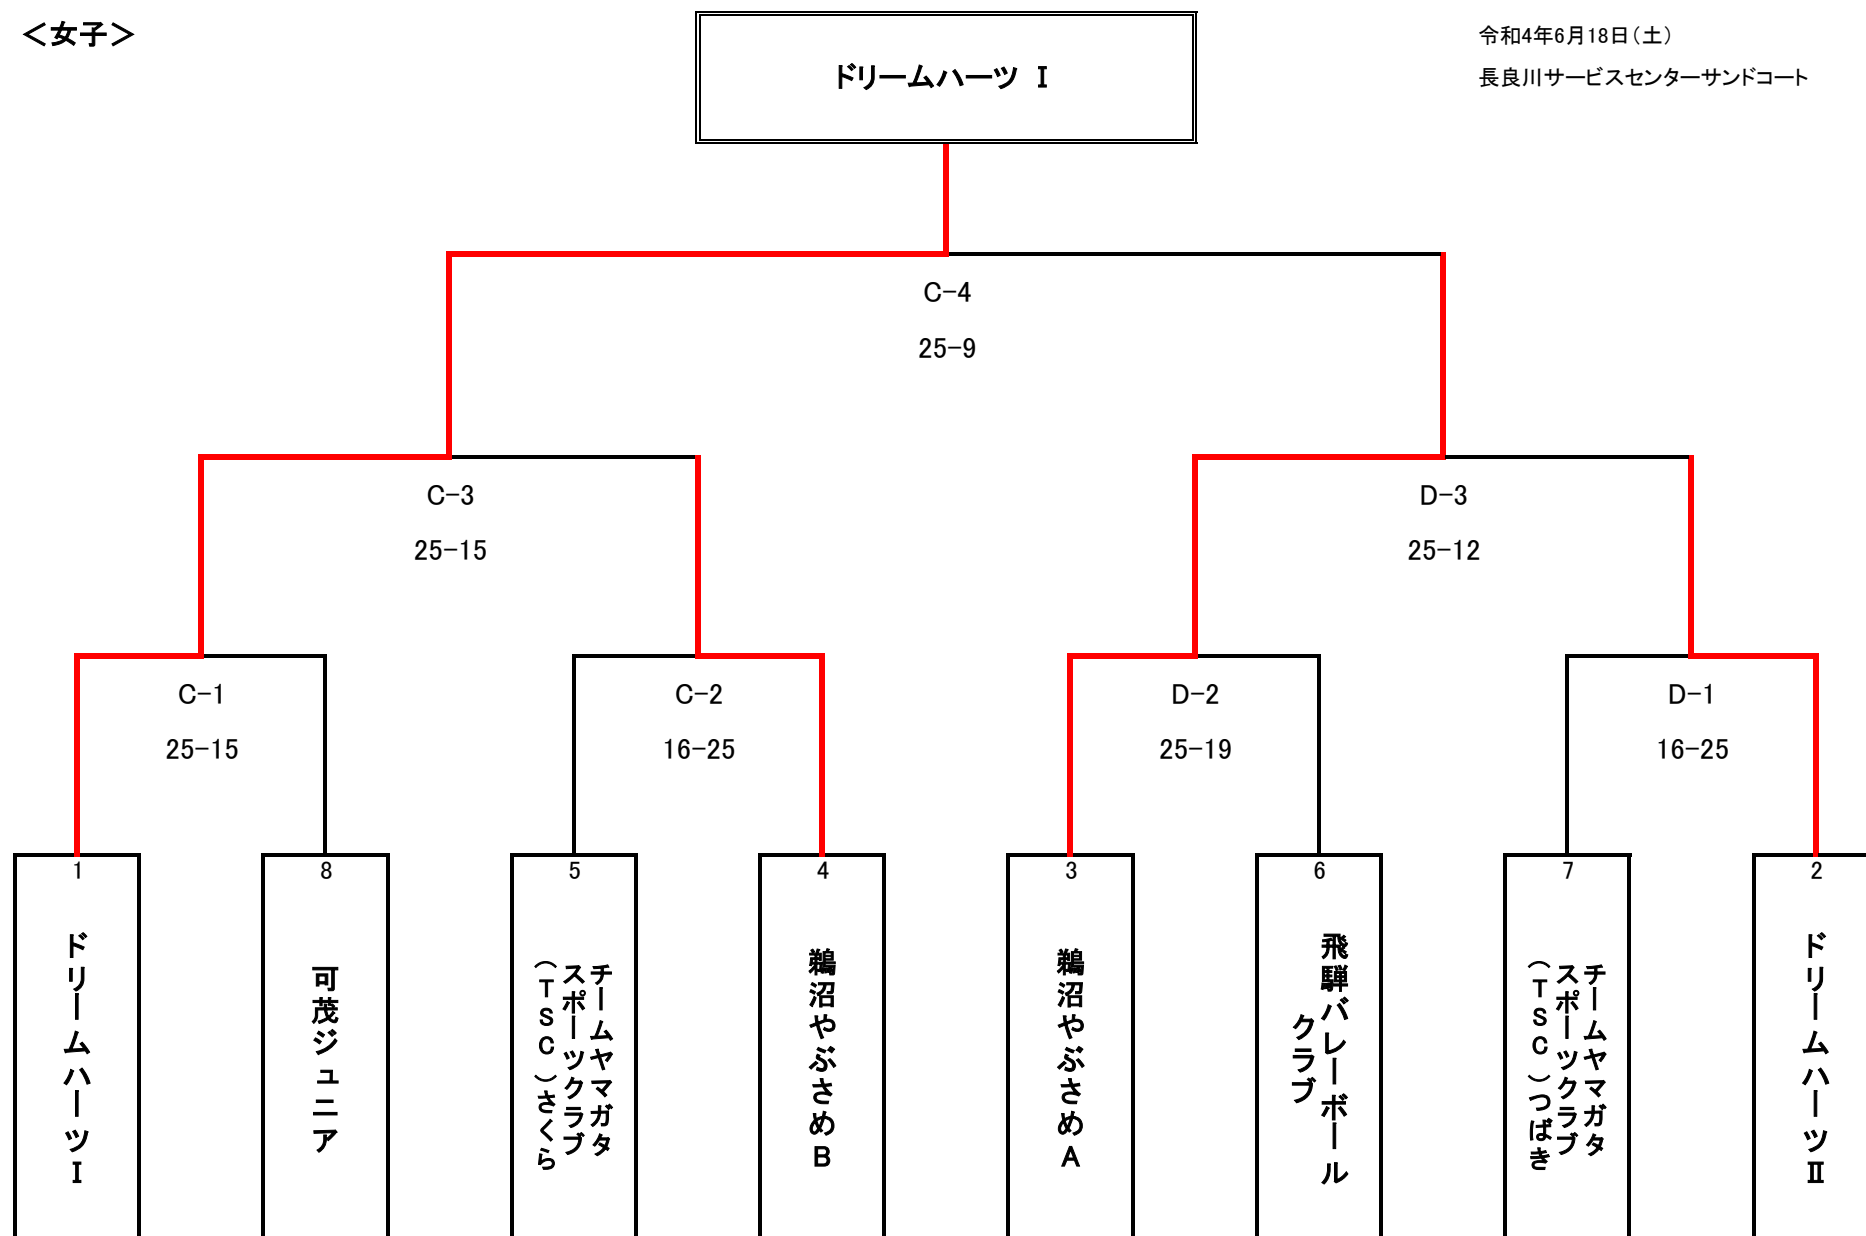 ＜女子＞
ドリームハーツ Ⅰ
令和4年6月18日（土）
長良川サービスセンターサンドコート
C-4
25-9
C-3
25-15
D-3
25-12
C-1
25-15
C-2
16-25
D-2
25-19
D-1
16-25
1
ドリームハーツⅠ
8
可茂ジュニア
5
チームヤマガタ
スポーツクラブ
（TSC）さくら
4
鵜沼やぶさめB
3
鵜沼やぶさめA
6
飛騨バレーボール
クラブ
7
チームヤマガタ
スポーツクラブ
（TSC）つばき
2
ドリームハーツⅡ